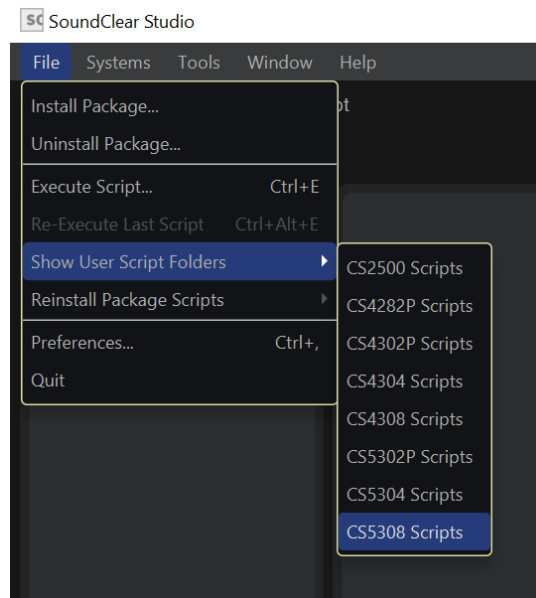 SC SoundClear Studio
File Systems Tools Window Help
Install Package...
pt
Uninstall Package...
Execute Script... Ctrl+E
Re-Execute Last Script Ctrl+Alt+E
Show User Script Folders
Reinstall Package Scripts
Preferences... Ctrl+,
Quit
CS2500 Scripts
CS4282P Scripts
CS4302P Scripts
CS4304 Scripts
CS4308 Scripts
CS5302P Scripts
CS5304 Scripts
CS5308 Scripts